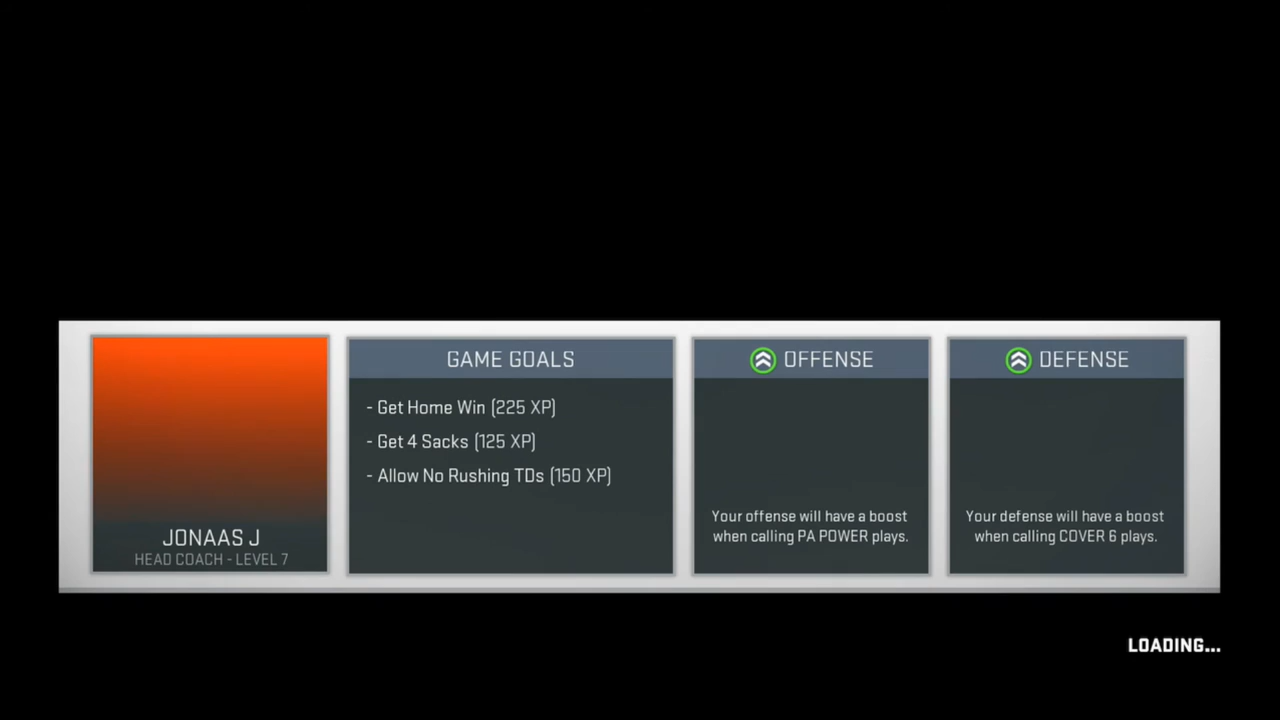 GAME GOALS
- Get Home Win (225 XP)
- Get 4 Sacks (125 XP)
- Allow No Rushing TDs (150 XP)
JONAAS J
HEAD COACH - LEVEL 7
OFFENSE
Your offense will have a boost
when calling PA POWER plays.
DEFENSE
Your defense will have a boost
when calling COVER 6 plays.
LOADING...